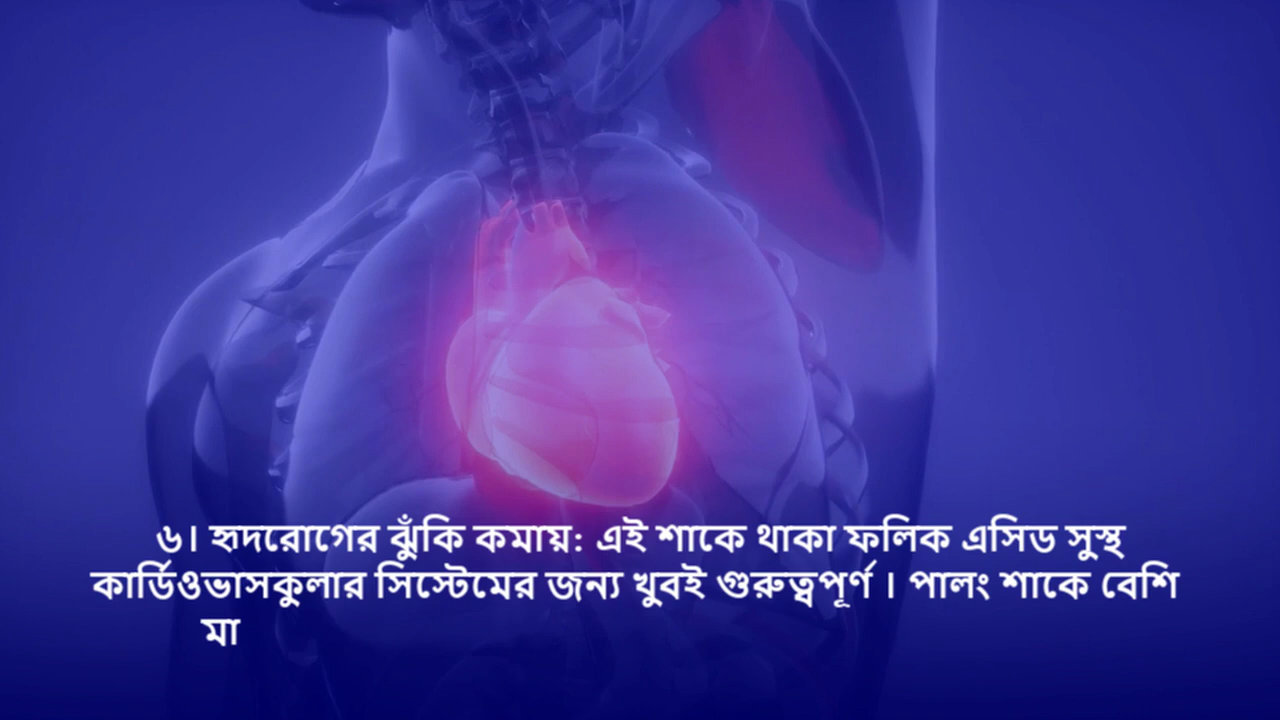 ৬। হৃদরোগের ঝুঁকি কমায়: এই শাকে থাকা ফলিক এসিড সুস্থ
কার্ডিওভাসকুলার সিস্টেমের জন্য খুবই গুরুত্বপূর্ণ । পালং শাকে বেশি
মা